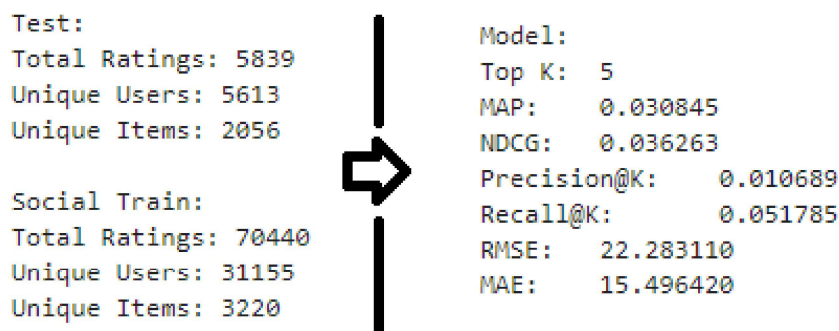 Test:
Total Ratings: 5839
Unique Users: 5613
Unique Items: 2056
Social Train:
Total Ratings: 70440
Unique Users: 31155
Unique Items: 3220
Model:
Top K: 5
MAP: 0.030845
NDCG: 0.036263
Precision@K: 0.010689
Recall@K: 0.051785
RMSE: 22.283110
MAE: 15.496420